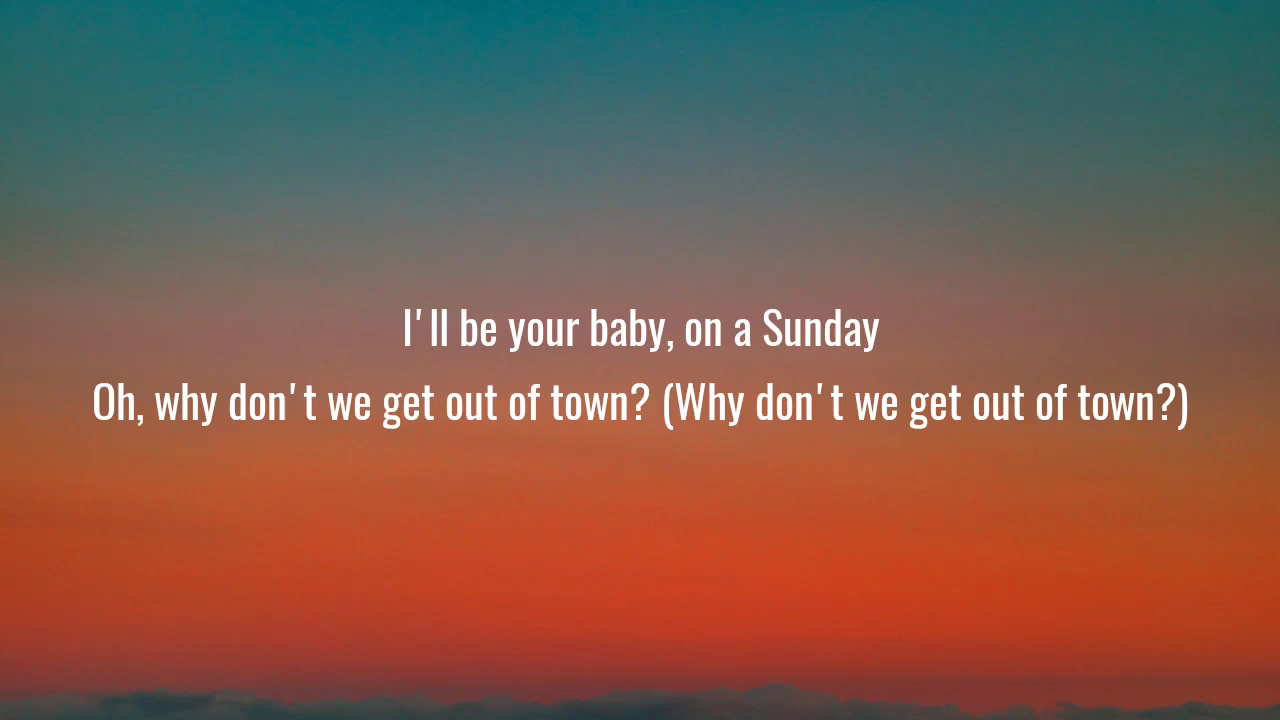 I'll be your baby, on a Sunday
Oh, why don't we get out of town? (Why don't we get out of town?)